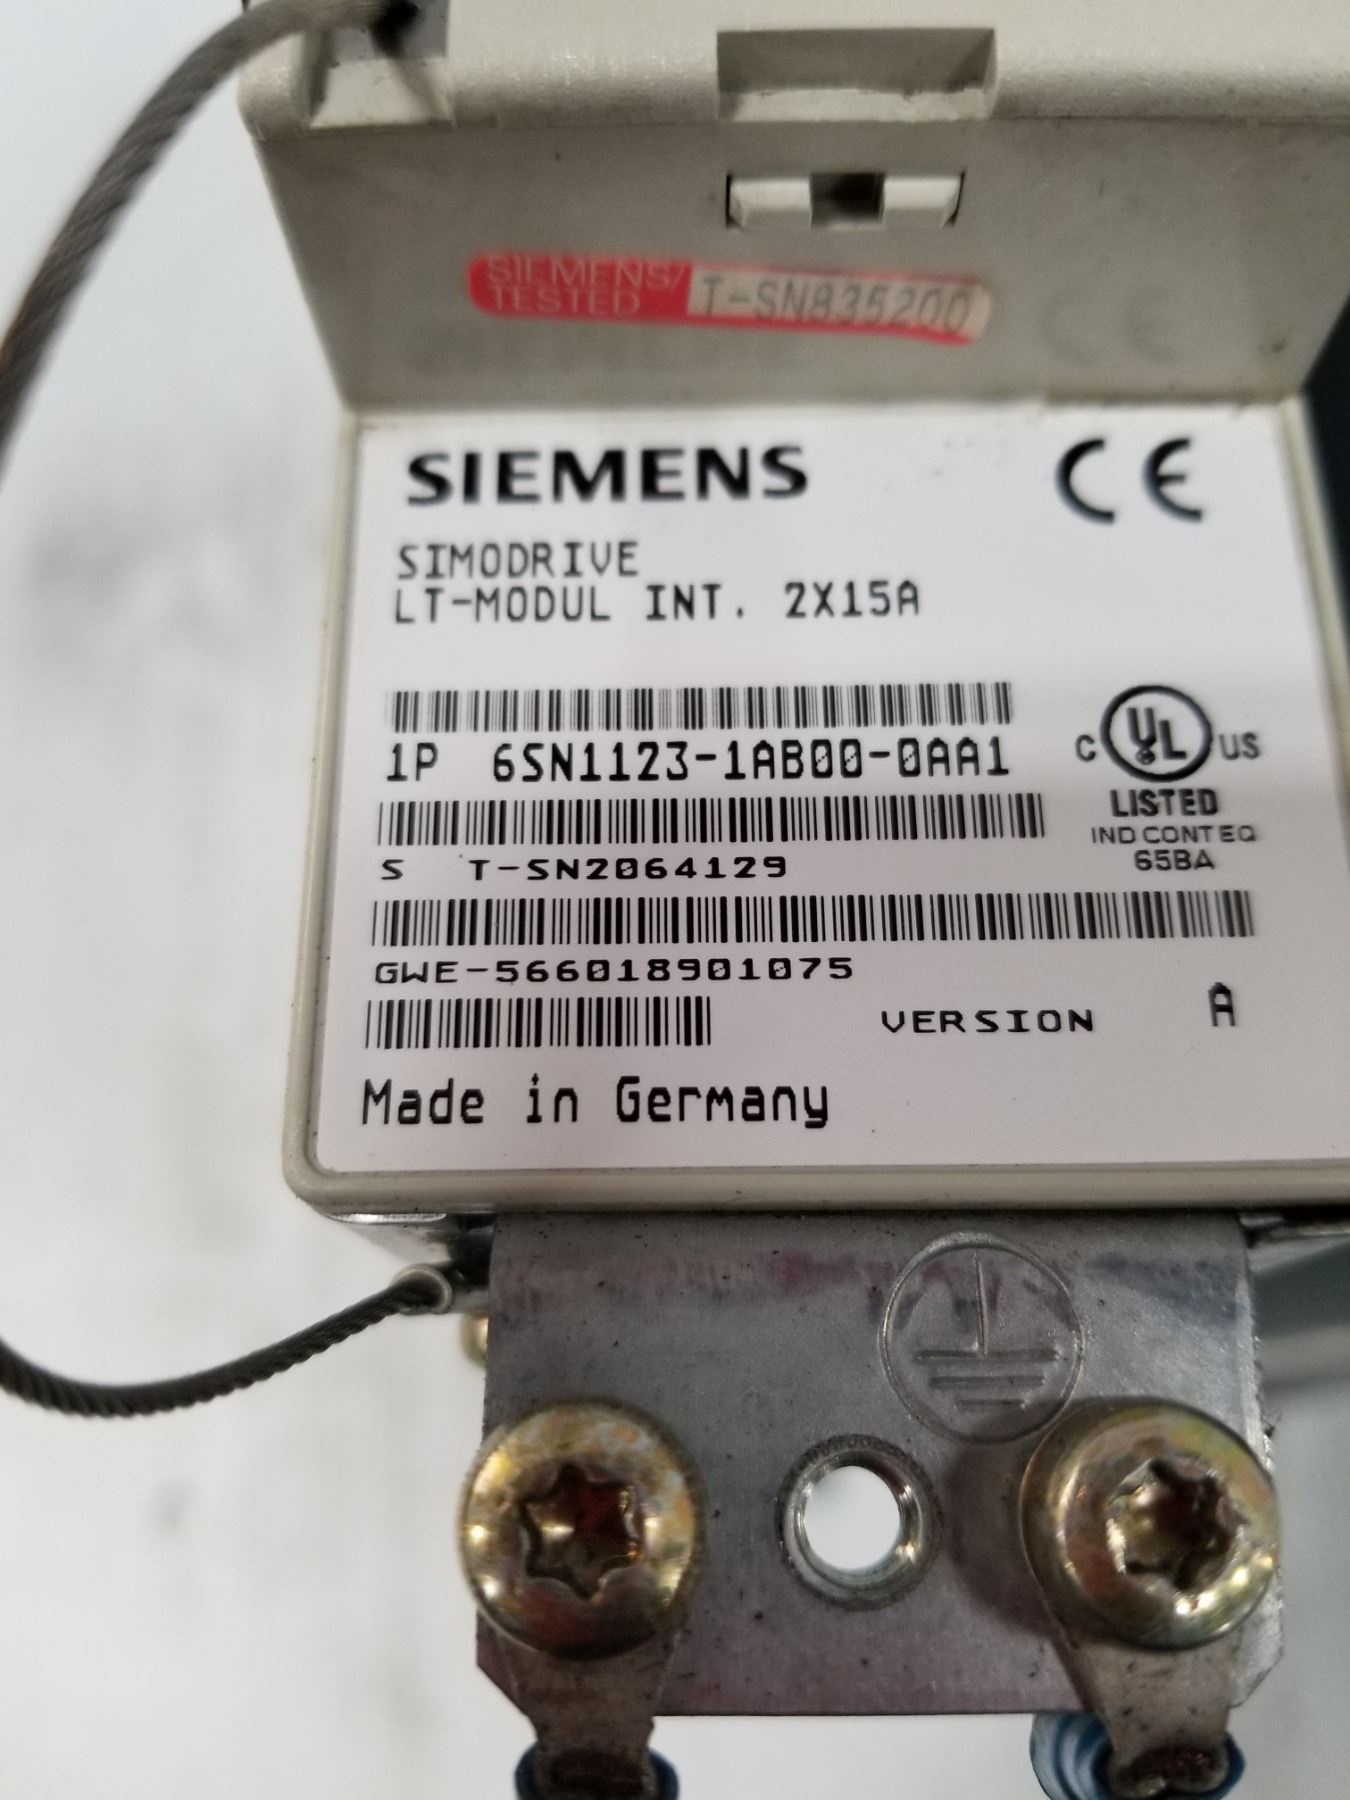 SIEMENS/ T-SN835200
TESTED
SIEMENS CE
SIMODRIVE
LT-MODUL INT. 2X15A
1P 6SN1123-1AB00-0AA1
C UL US
LISTED
IND CONT EQ
65BA
S T-SN2064129
GWE-566018901075
VERSION A
Made in Germany